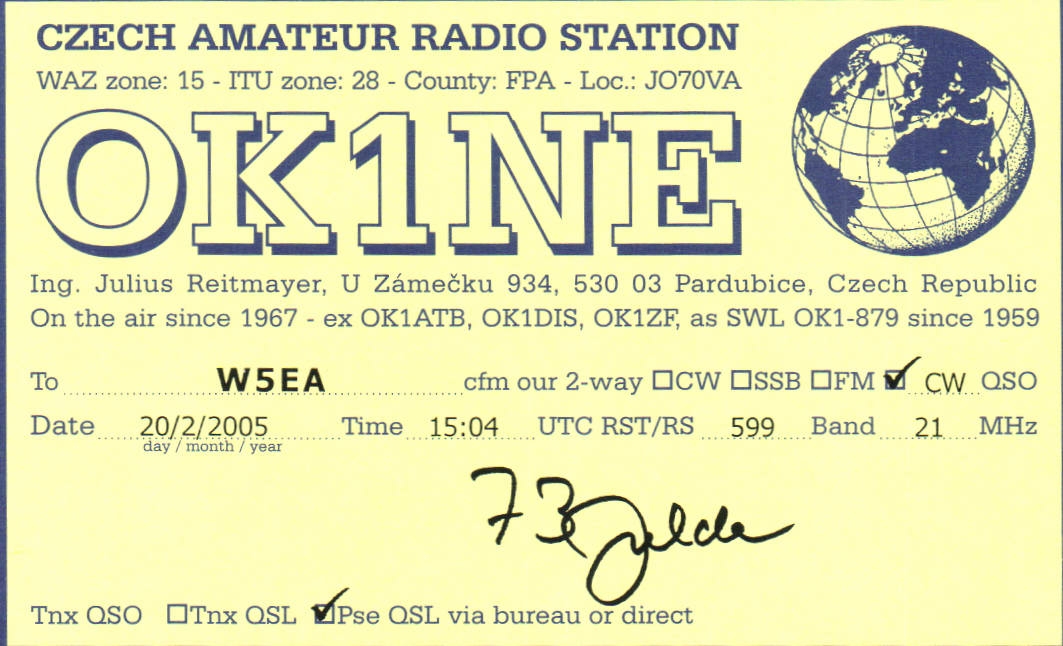 CZECH AMATEUR RADIO STATION
WAZ zone: 15 - ITU zone: 28 - County: FPA - Loc.: JO70VA
OK1NE
Ing. Julius Reitmayer, U Zámečku 934, 530 03 Pardubice, Czech Republic
On the air since 1967 - ex OK1ATB, OK1DIS, OK1ZF, as SWL OK1-879 since 1959
To W5EA cfm our 2-way ☐CW ☐SSB ☐FM ☑ CW QSO
Date 20/2/2005 Time 15:04 UTC RST/RS 599 Band 21 MHz
day / month / year
73
Tnx QSO ☐Tnx QSL ☑Pse QSL via bureau or direct